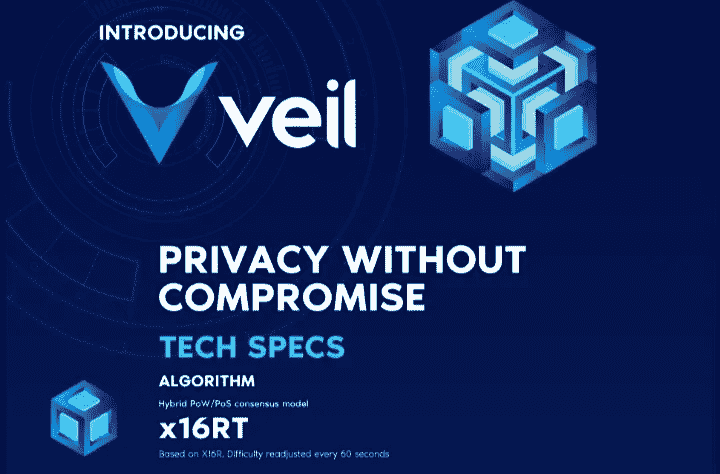 INTRODUCING
veil
PRIVACY WITHOUT
COMPROMISE
TECH SPECS
ALGORITHM
Hybrid PoW/PoS consensus model
x16RT
Based on X16R, Difficulty readjusted every 60 seconds